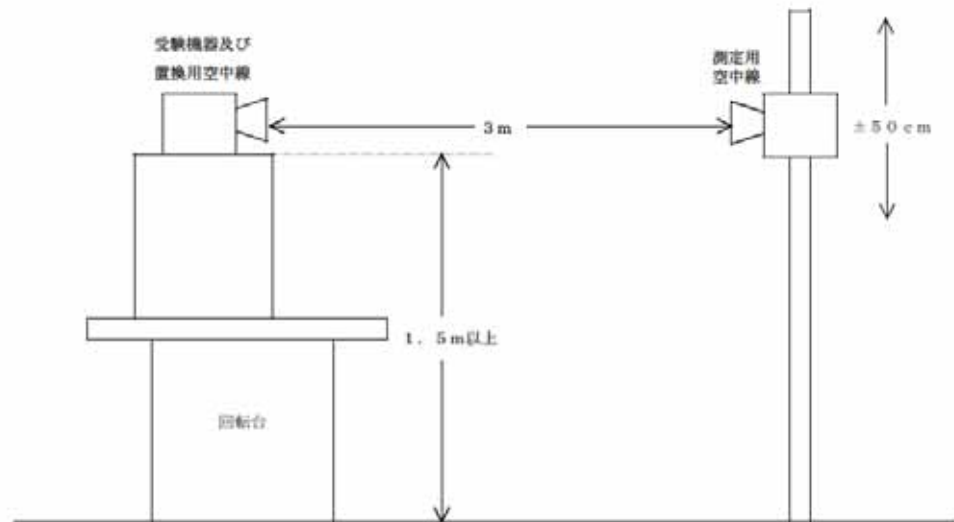 受験機器及び
置換用空中線
測定用
空中線
3m
±50cm
1．5m以上
回転台